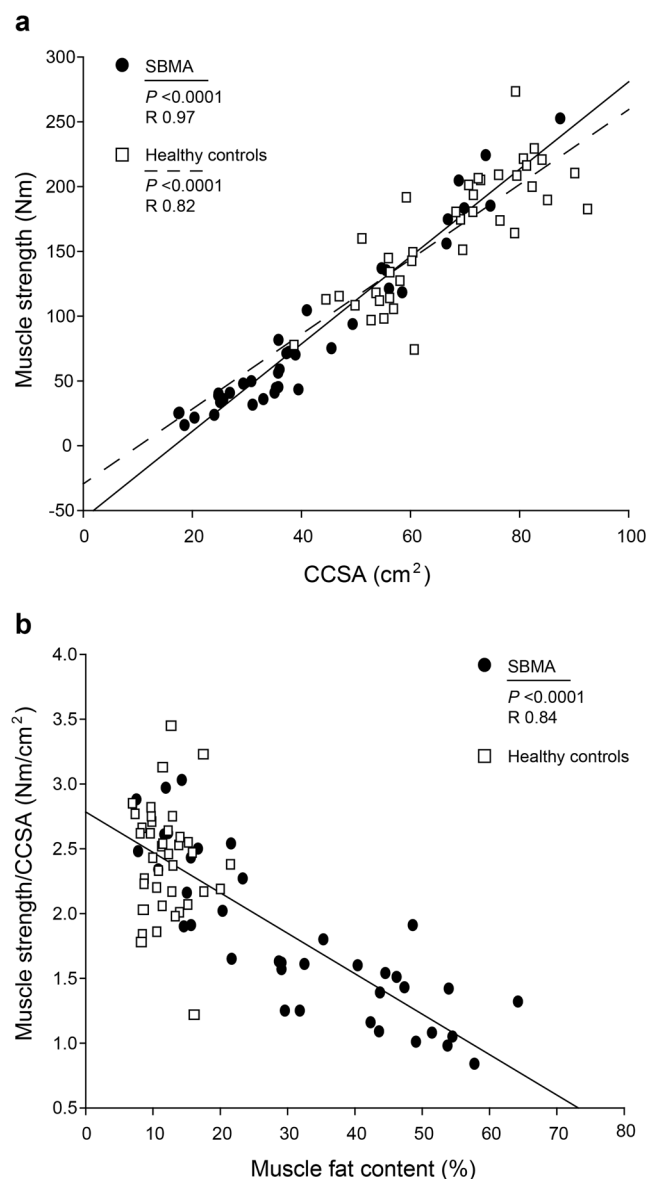 a
300
250
200
150
100
50
0
-50
Muscle strength (Nm)
SBMA
P <0.0001
R 0.97
Healthy controls
P <0.0001
R 0.82
0 20 40 60 80 100
CCSA (cm²)
b
4.0
3.5
3.0
2.5
2.0
1.5
1.0
0.5
Muscle strength/CCSA (Nm/cm²)
SBMA
P <0.0001
R 0.84
Healthy controls
0 10 20 30 40 50 60 70 80
Muscle fat content (%)